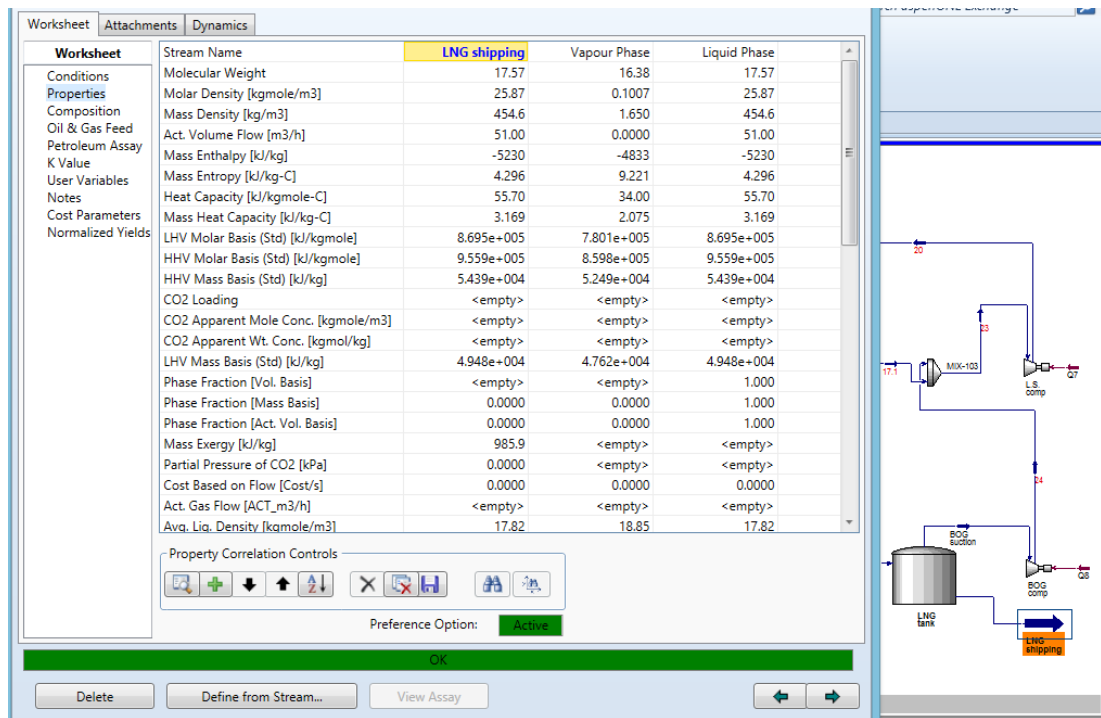 Worksheet Attachments Dynamics
Worksheet
Conditions
Properties
Composition
Oil & Gas Feed
Petroleum Assay
K Value
User Variables
Notes
Cost Parameters
Normalized Yields
Stream Name LNG shipping Vapour Phase Liquid Phase
Molecular Weight 17.57 16.38 17.57
Molar Density [kgmole/m3] 25.87 0.1007 25.87
Mass Density [kg/m3] 454.6 1.650 454.6
Act. Volume Flow [m3/h] 51.00 0.0000 51.00
Mass Enthalpy [kJ/kg] -5230 -4833 -5230
Mass Entropy [kJ/kg-C] 4.296 9.221 4.296
Heat Capacity [kJ/kgmole-C] 55.70 34.00 55.70
Mass Heat Capacity [kJ/kg-C] 3.169 2.075 3.169
LHV Molar Basis (Std) [kJ/kgmole] 8.695e+005 7.801e+005 8.695e+005
HHV Molar Basis (Std) [kJ/kgmole] 9.559e+005 8.598e+005 9.559e+005
HHV Mass Basis (Std) [kJ/kg] 5.439e+004 5.249e+004 5.439e+004
CO2 Loading <empty> <empty> <empty>
CO2 Apparent Mole Conc. [kgmole/m3] <empty> <empty> <empty>
CO2 Apparent Wt. Conc. [kgmol/kg] <empty> <empty> <empty>
LHV Mass Basis (Std) [kJ/kg] 4.948e+004 4.762e+004 4.948e+004
Phase Fraction [Vol. Basis] <empty> <empty> 1.000
Phase Fraction [Mass Basis] 0.0000 0.0000 1.000
Phase Fraction [Act. Vol. Basis] 0.0000 0.0000 1.000
Mass Exergy [kJ/kg] 985.9 <empty> <empty>
Partial Pressure of CO2 [kPa] 0.0000 <empty> <empty>
Cost Based on Flow [Cost/s] 0.0000 0.0000 0.0000
Act. Gas Flow [ACT_m3/h] <empty> <empty> <empty>
Avg. Liq. Density [kgmole/m3] 17.82 18.85 17.82
Property Correlation Controls
Preference Option: Active
OK
Delete Define from Stream... View Assay
20
23
17.1
MIX-103
L.S.
comp
Q7
24
BOG
suction
BOG
comp
Q8
LNG
tank
LNG
shipping